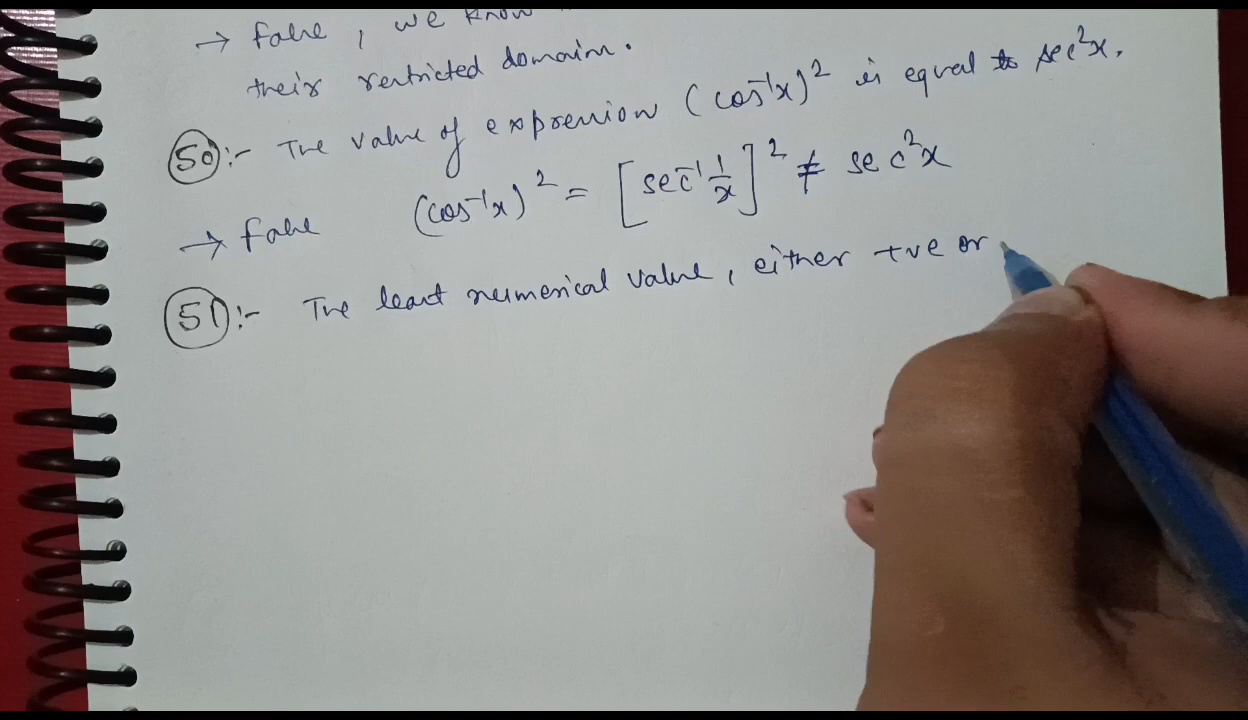 → false, we know
their restricted domain.
50:- The value of expression (cos⁻¹x)² is equal to sec²x.
→ false (cos⁻¹x)² = [sec⁻¹ 1/x]² ≠ sec²x
51:- The least numerical value, either +ve or